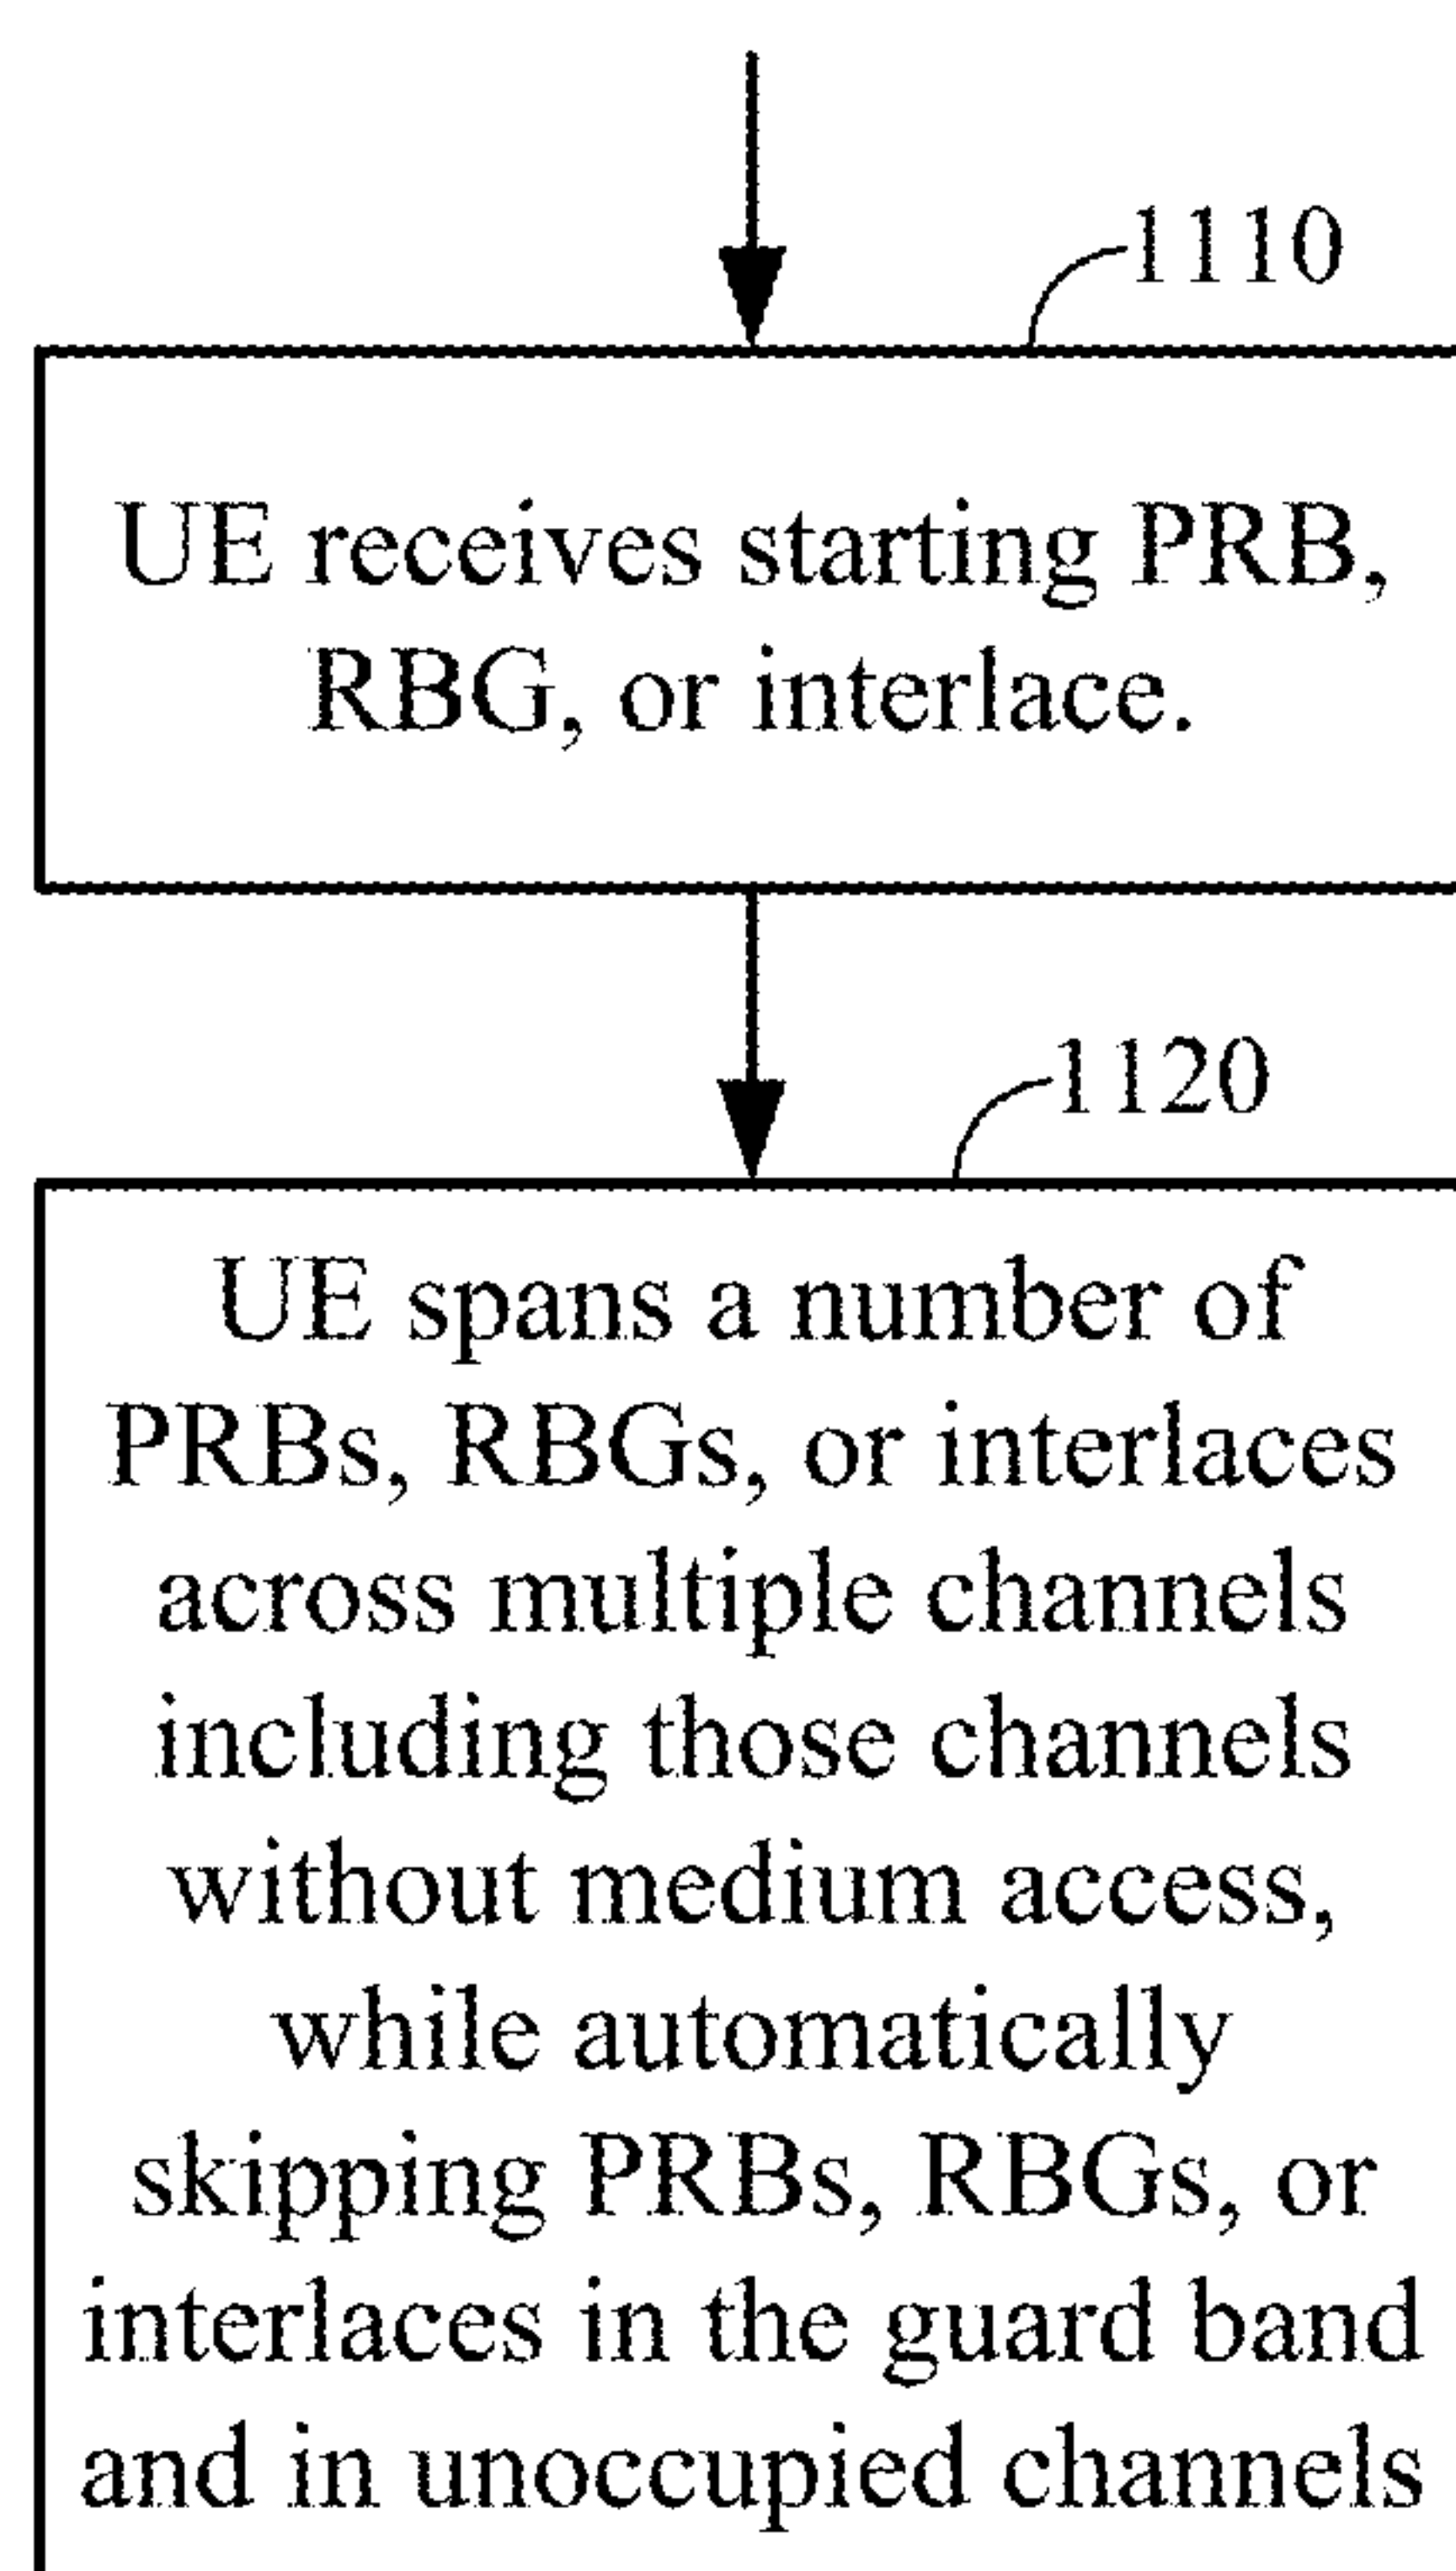 1110
UE receives starting PRB,
RBG, or interlace.
1120
UE spans a number of
PRBs, RBGs, or interlaces
across multiple channels
including those channels
without medium access,
while automatically
skipping PRBs, RBGs, or
interlaces in the guard band
and in unoccupied channels